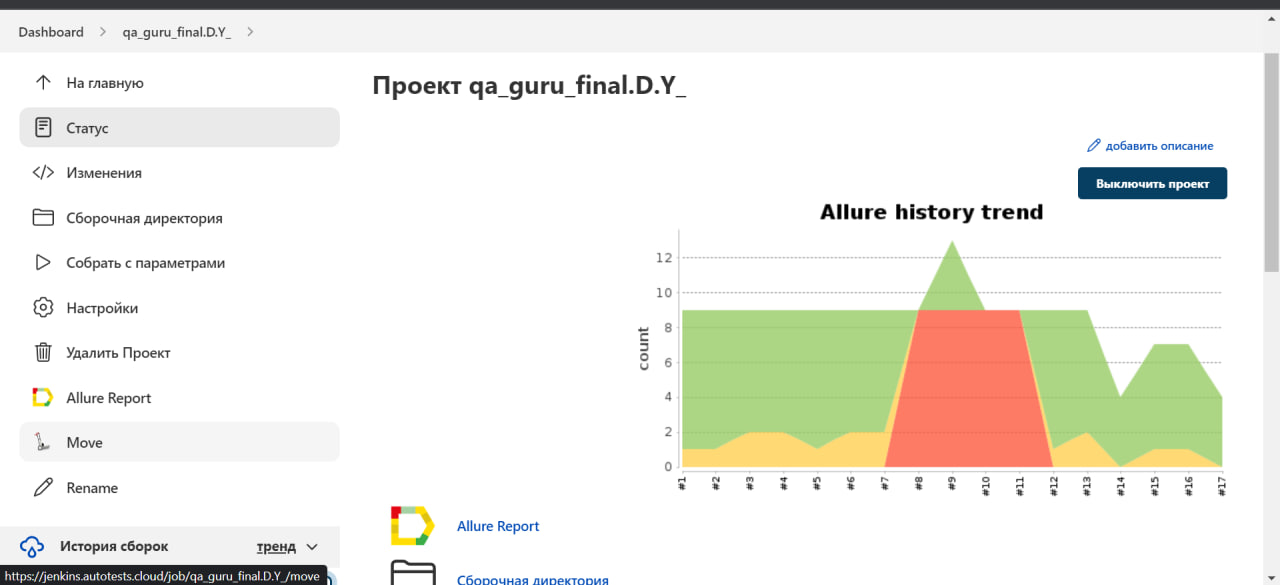 Dashboard > qa_guru_final.D.Y_ >
На главную
Статус
Изменения
Сборочная директория
Собрать с параметрами
Настройки
Удалить Проект
Allure Report
Move
Rename
История сборок тренд
https://jenkins.autotests.cloud/job/qa_guru_final.D.Y_/move
Проект qa_guru_final.D.Y_
добавить описание
Выключить проект
Allure history trend
count
12
10
8
6
4
2
0
#1 #2 #3 #4 #5 #6 #7 #8 #9 #10 #11 #12 #13 #14 #15 #16 #17
Allure Report
Сборочная директория